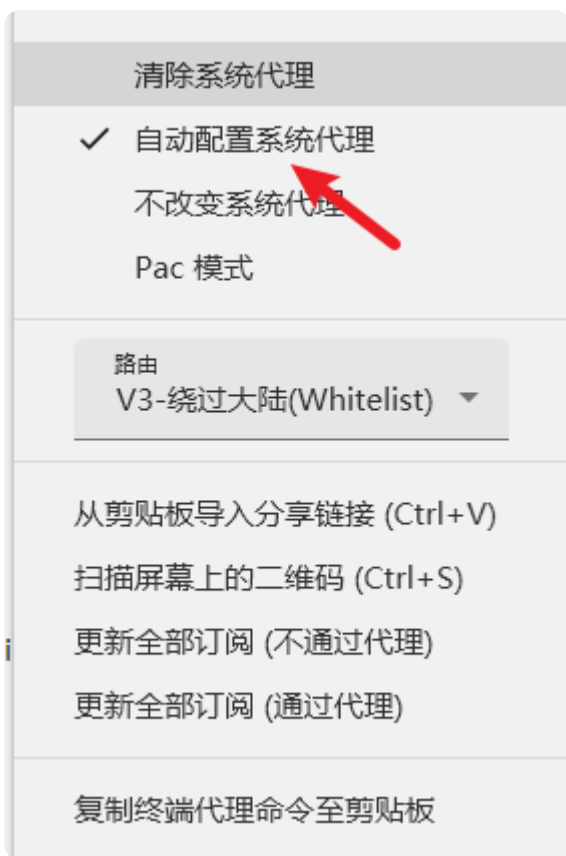 清除系统代理
自动配置系统代理
不改变系统代理
Pac 模式
路由
V3-绕过大陆(Whitelist)
从剪贴板导入分享链接 (Ctrl+V)
扫描屏幕上的二维码 (Ctrl+S)
更新全部订阅 (不通过代理)
更新全部订阅 (通过代理)
复制终端代理命令至剪贴板